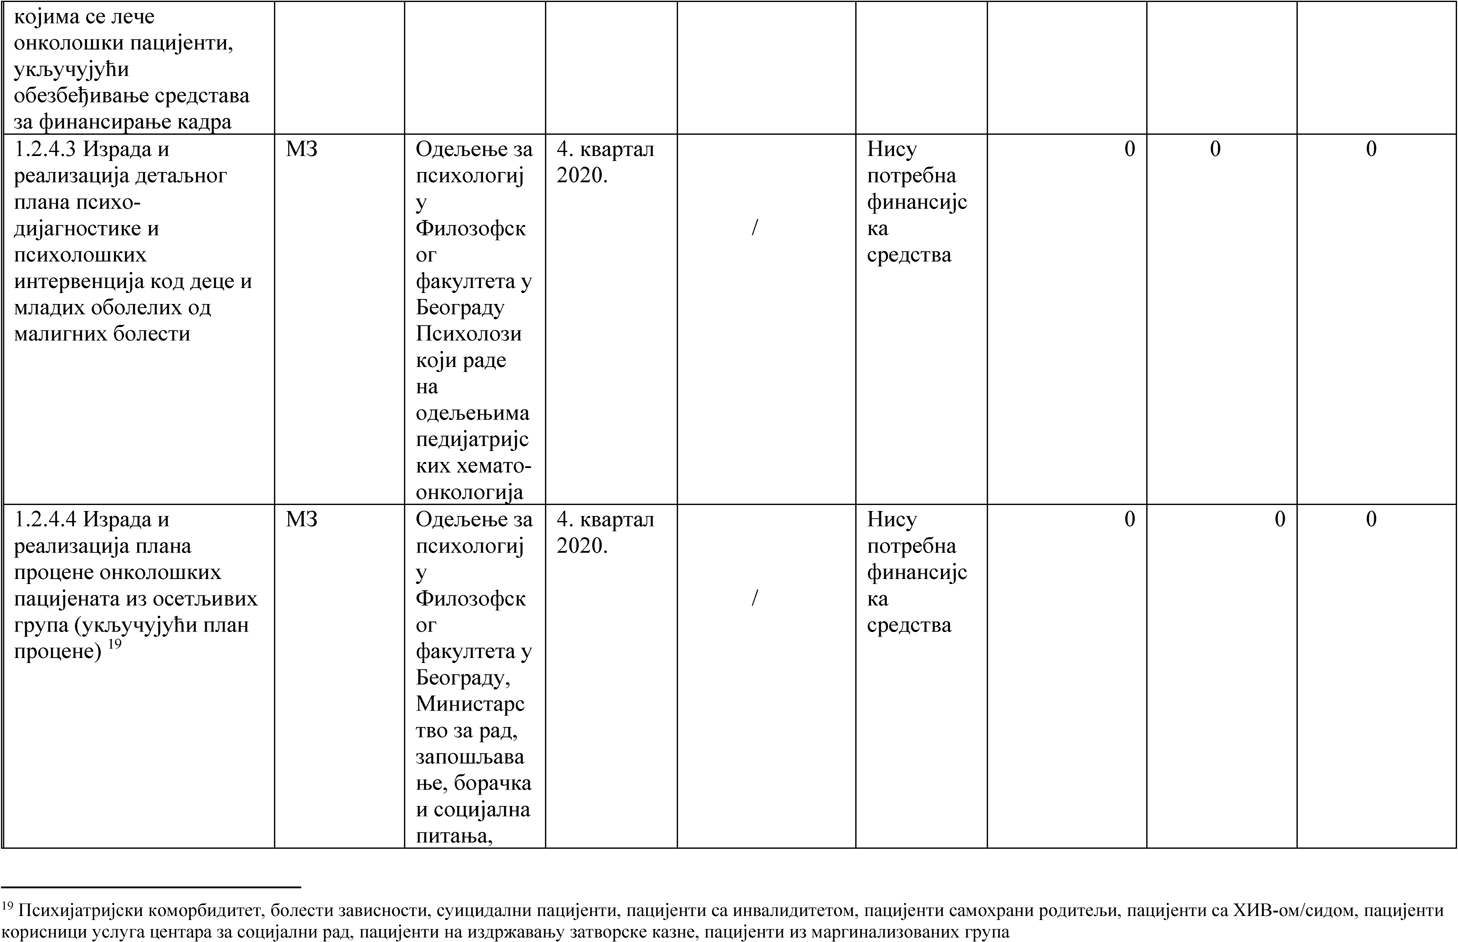 којима се лече
онколошки пацијенти,
укључујући
обезбеђивање средстава
за финансирање кадра
1.2.4.3 Израда и
реализација детаљног
плана психо-
дијагностике и
психолошких
интервенција код деце и
младих оболелих од
малигних болести
МЗ
Одељење за
психологиј
у
Филозофск
ог
факултета у
Београду
Психолози
који раде
на
одељењима
педијатријс
ких хемато-
онкологија
4. квартал
2020.
/
Нису
потребна
финансијс
ка
средства
0
0
0
1.2.4.4 Израда и
реализација плана
процене онколошких
пацијената из осетљивих
група (укључујући план
процене) 19
МЗ
Одељење за
психологиј
у
Филозофск
ог
факултета у
Београду,
Министарс
тво за рад,
запошљава
ње, борачка
и социјална
питања,
4. квартал
2020.
/
Нису
потребна
финансијс
ка
средства
0
0
0
19 Психијатријски коморбидитет, болести зависности, суицидални пацијенти, пацијенти са инвалидитетом, пацијенти самохрани родитељи, пацијенти са ХИВ-ом/сидом, пацијенти
корисници услуга центара за социјални рад, пацијенти на издржавању затворске казне, пацијенти из маргинализованих група